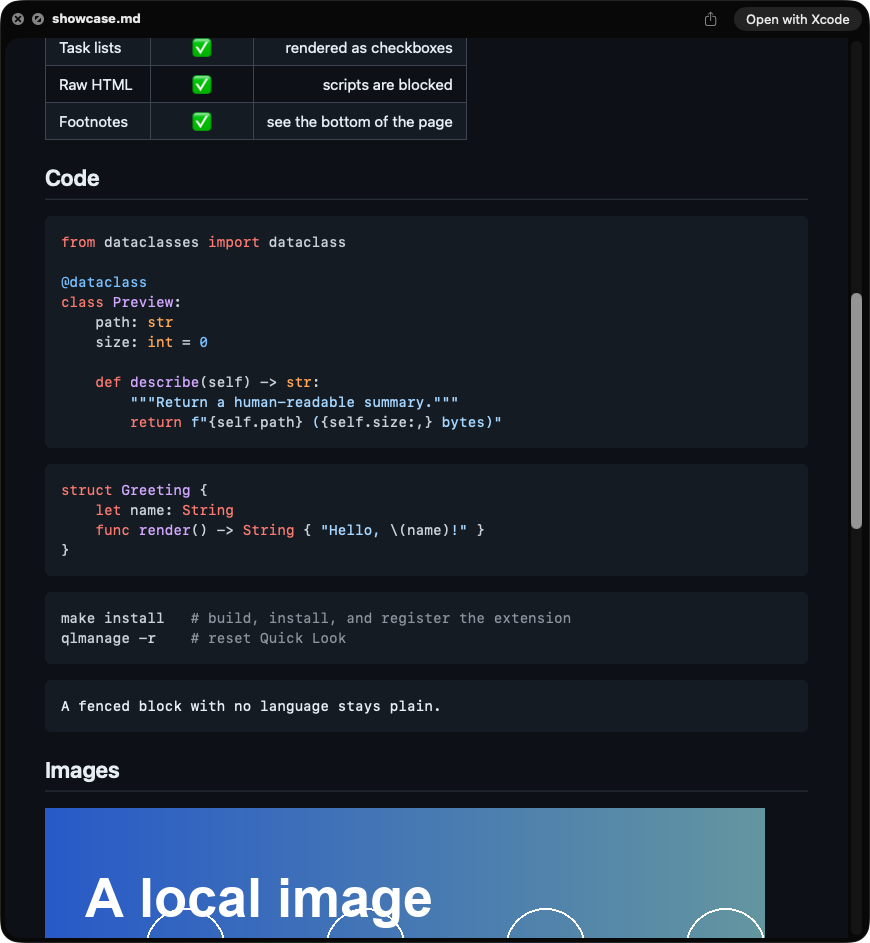 showcase.md
Open with Xcode
Task lists ✅ rendered as checkboxes
Raw HTML ✅ scripts are blocked
Footnotes ✅ see the bottom of the page
Code
from dataclasses import dataclass
@dataclass
class Preview:
    path: str
    size: int = 0
    def describe(self) -> str:
        """Return a human-readable summary."""
        return f"{self.path} ({self.size:,} bytes)"
struct Greeting {
    let name: String
    func render() -> String { "Hello, \(name)!" }
}
make install   # build, install, and register the extension
qlmanage -r    # reset Quick Look
A fenced block with no language stays plain.
Images
A local image